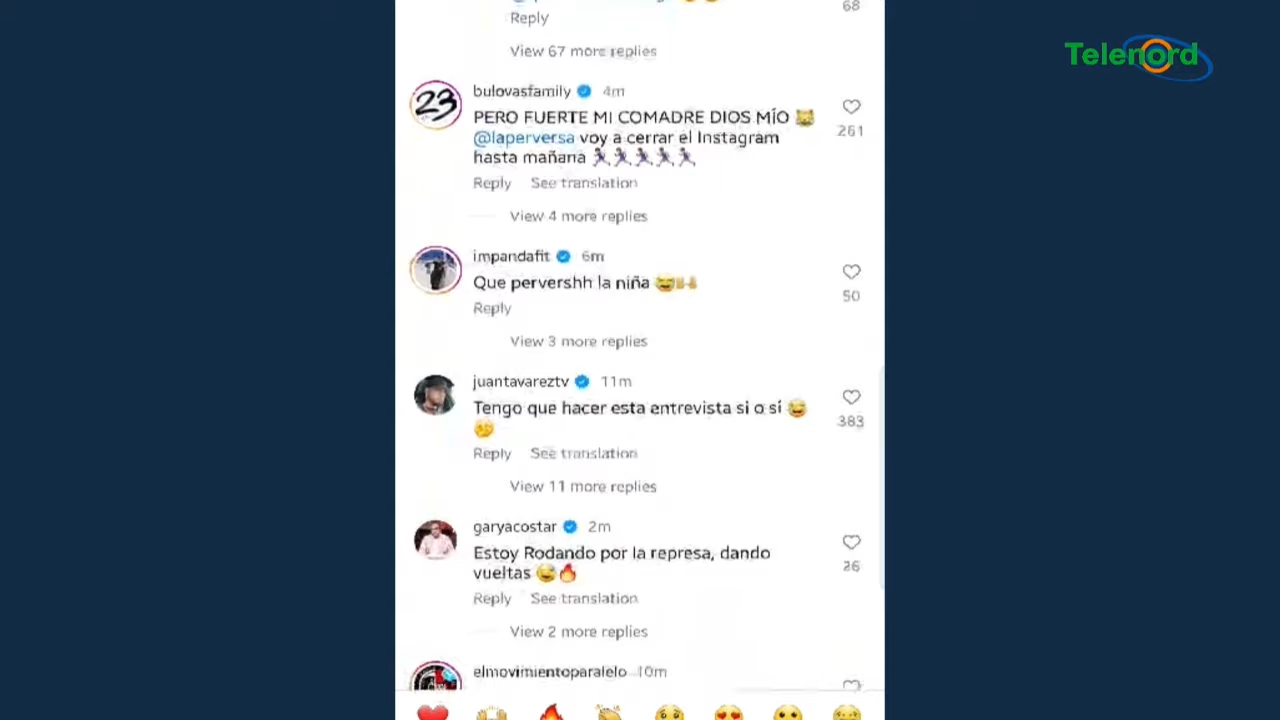 68
Reply
View 67 more replies
Telenord
23
bulovasfamily 4m
PERO FUERTE MI COMADRE DIOS MÍO 😹
@laperversa voy a cerrar el Instagram
hasta mañana 🏃🏽‍♀️🏃🏽‍♀️🏃🏽‍♀️🏃🏽‍♀️🏃🏽‍♀️
261
Reply See translation
View 4 more replies
impandafit 6m
Que pervershh la niña 😂🙌🏼
50
Reply
View 3 more replies
juantavareztv 11m
Tengo que hacer esta entrevista si o sí 😅
383
Reply See translation
View 11 more replies
garyacostar 2m
Estoy Rodando por la represa, dando
vueltas 😅🔥
26
Reply See translation
View 2 more replies
elmovimientoparalelo 10m